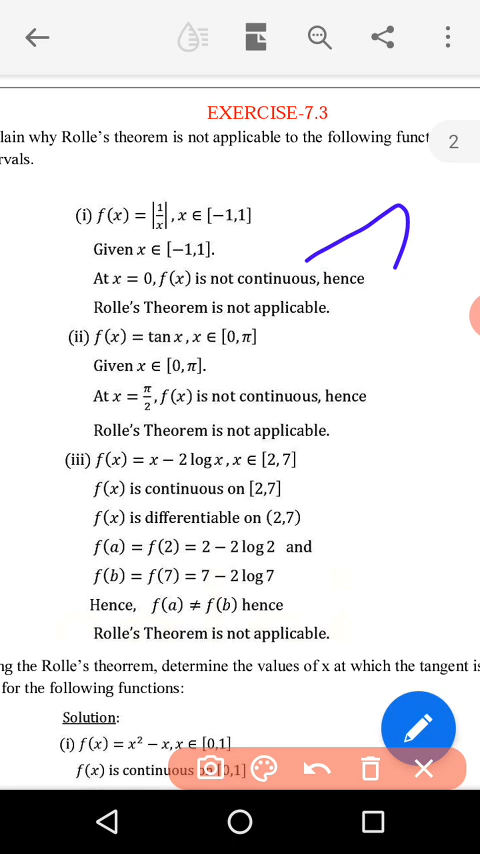 EXERCISE-7.3
lain why Rolle's theorem is not applicable to the following funct
2
rvals.
(i) f(x) = |1/x| , x ∈ [−1,1]
Given x ∈ [−1,1].
At x = 0, f(x) is not continuous, hence
Rolle's Theorem is not applicable.
(ii) f(x) = tan x , x ∈ [0, π]
Given x ∈ [0, π].
At x = π/2, f(x) is not continuous, hence
Rolle's Theorem is not applicable.
(iii) f(x) = x − 2 log x , x ∈ [2, 7]
f(x) is continuous on [2,7]
f(x) is differentiable on (2,7)
f(a) = f(2) = 2 − 2 log 2 and
f(b) = f(7) = 7 − 2 log 7
Hence, f(a) ≠ f(b) hence
Rolle's Theorem is not applicable.
ng the Rolle's theorrem, determine the values of x at which the tangent is
for the following functions:
Solution:
(i) f(x) = x² − x, x ∈ [0,1]
f(x) is continuous on [0,1]